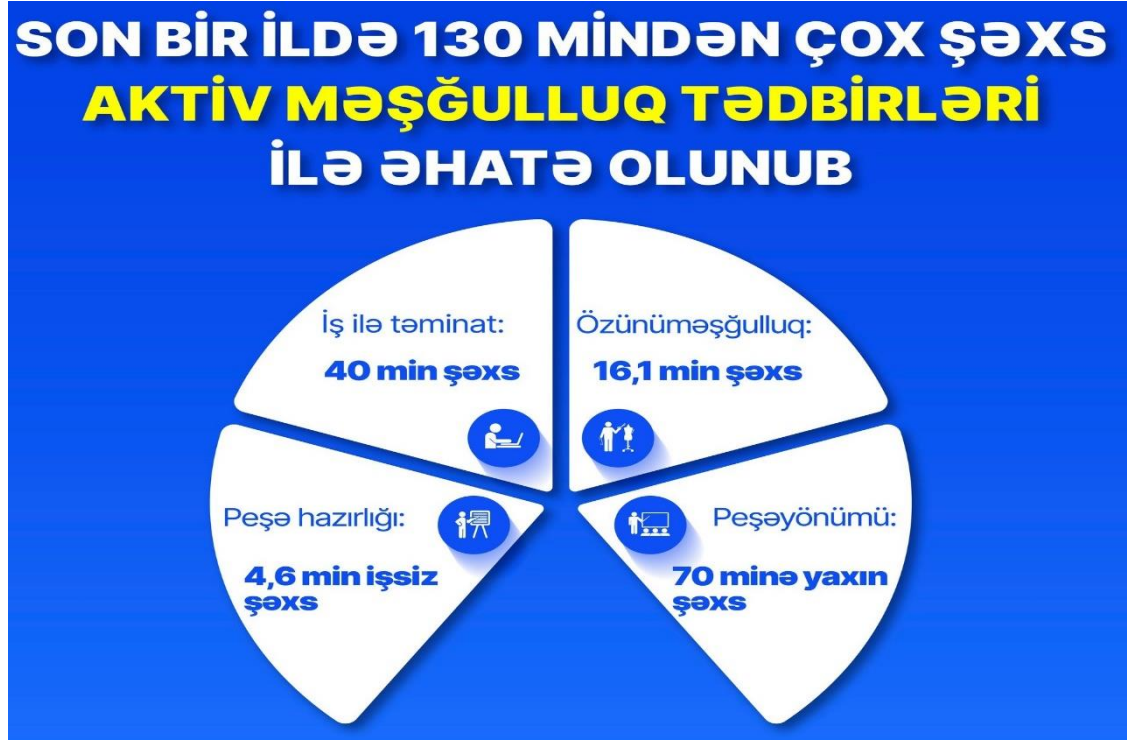 SON BİR İLDƏ 130 MİNDƏN ÇOX ŞƏXS
AKTİV MƏŞĞULLUQ TƏDBİRLƏRİ
İLƏ ƏHATƏ OLUNUB
İş ilə təminat:
40 min şəxs
Özünüməşğulluq:
16,1 min şəxs
Peşə hazırlığı:
4,6 min işsiz
şəxs
Peşəyönümü:
70 minə yaxın
şəxs